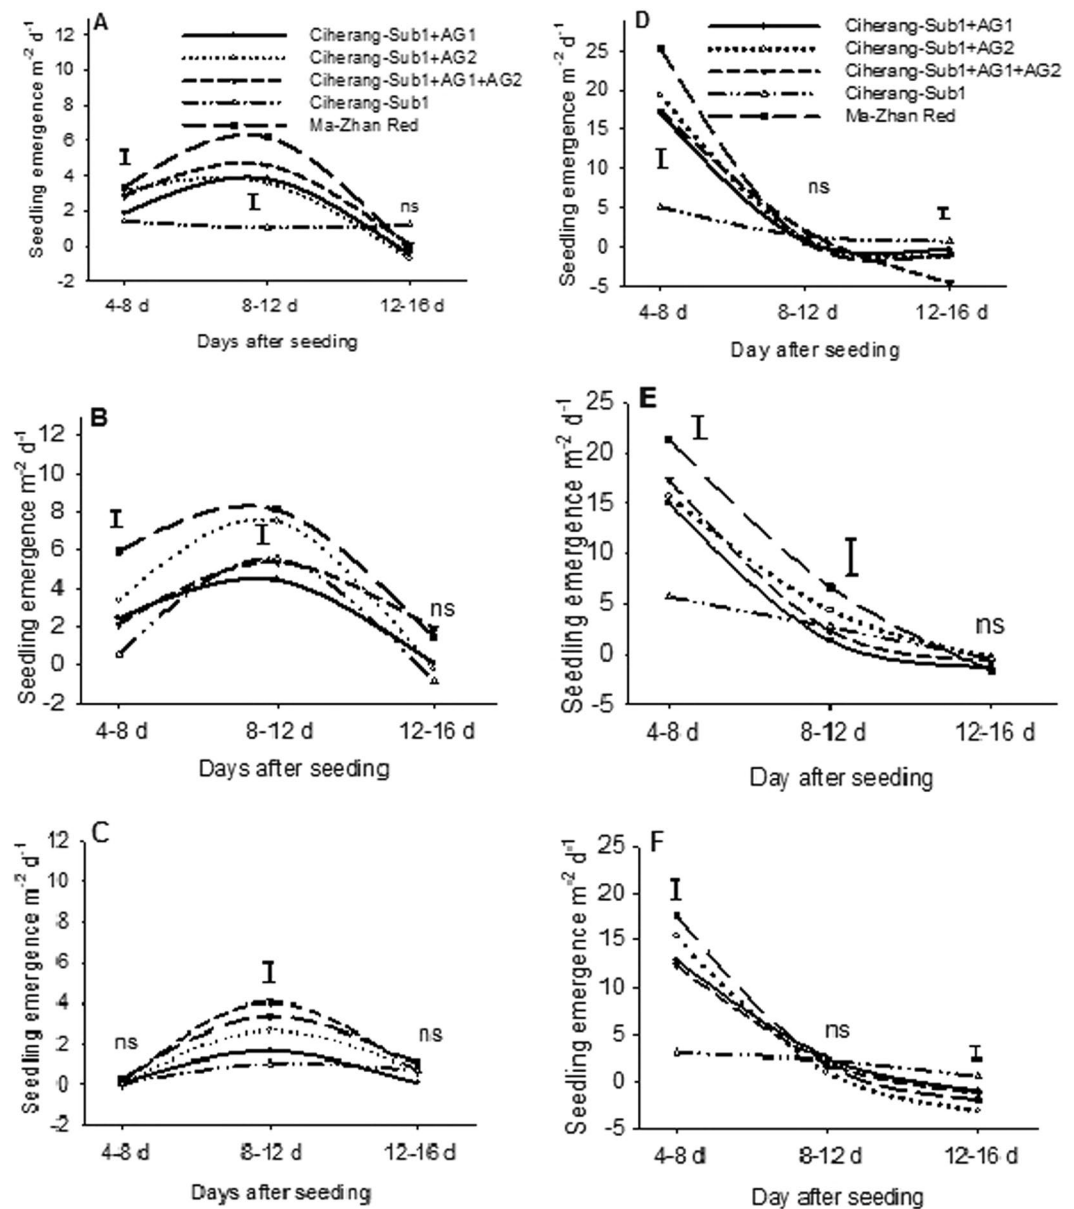 A
Seedling emergence m-2 d-1
12
10
8
6
4
2
0
-2
Ciherang-Sub1+AG1
Ciherang-Sub1+AG2
Ciherang-Sub1+AG1+AG2
Ciherang-Sub1
Ma-Zhan Red
ns
4-8 d 8-12 d 12-16 d
Days after seeding
D
Seedling emergence m-2 d-1
25
20
15
10
5
0
-5
Ciherang-Sub1+AG1
Ciherang-Sub1+AG2
Ciherang-Sub1+AG1+AG2
Ciherang-Sub1
Ma-Zhan Red
ns
4-8 d 8-12 d 12-16 d
Day after seeding
B
Seedling emergence m-2 d-1
12
10
8
6
4
2
0
-2
ns
4-8 d 8-12 d 12-16 d
Days after seeding
E
Seedling emergence m-2 d-1
25
20
15
10
5
0
-5
ns
4-8 d 8-12 d 12-16 d
Day after seeding
C
Seedling emergence m-2 d-1
12
10
8
6
4
2
0
-2
ns
ns
4-8 d 8-12 d 12-16 d
Days after seeding
F
Seedling emergence m-2 d-1
25
20
15
10
5
0
-5
ns
4-8 d 8-12 d 12-16 d
Day after seeding